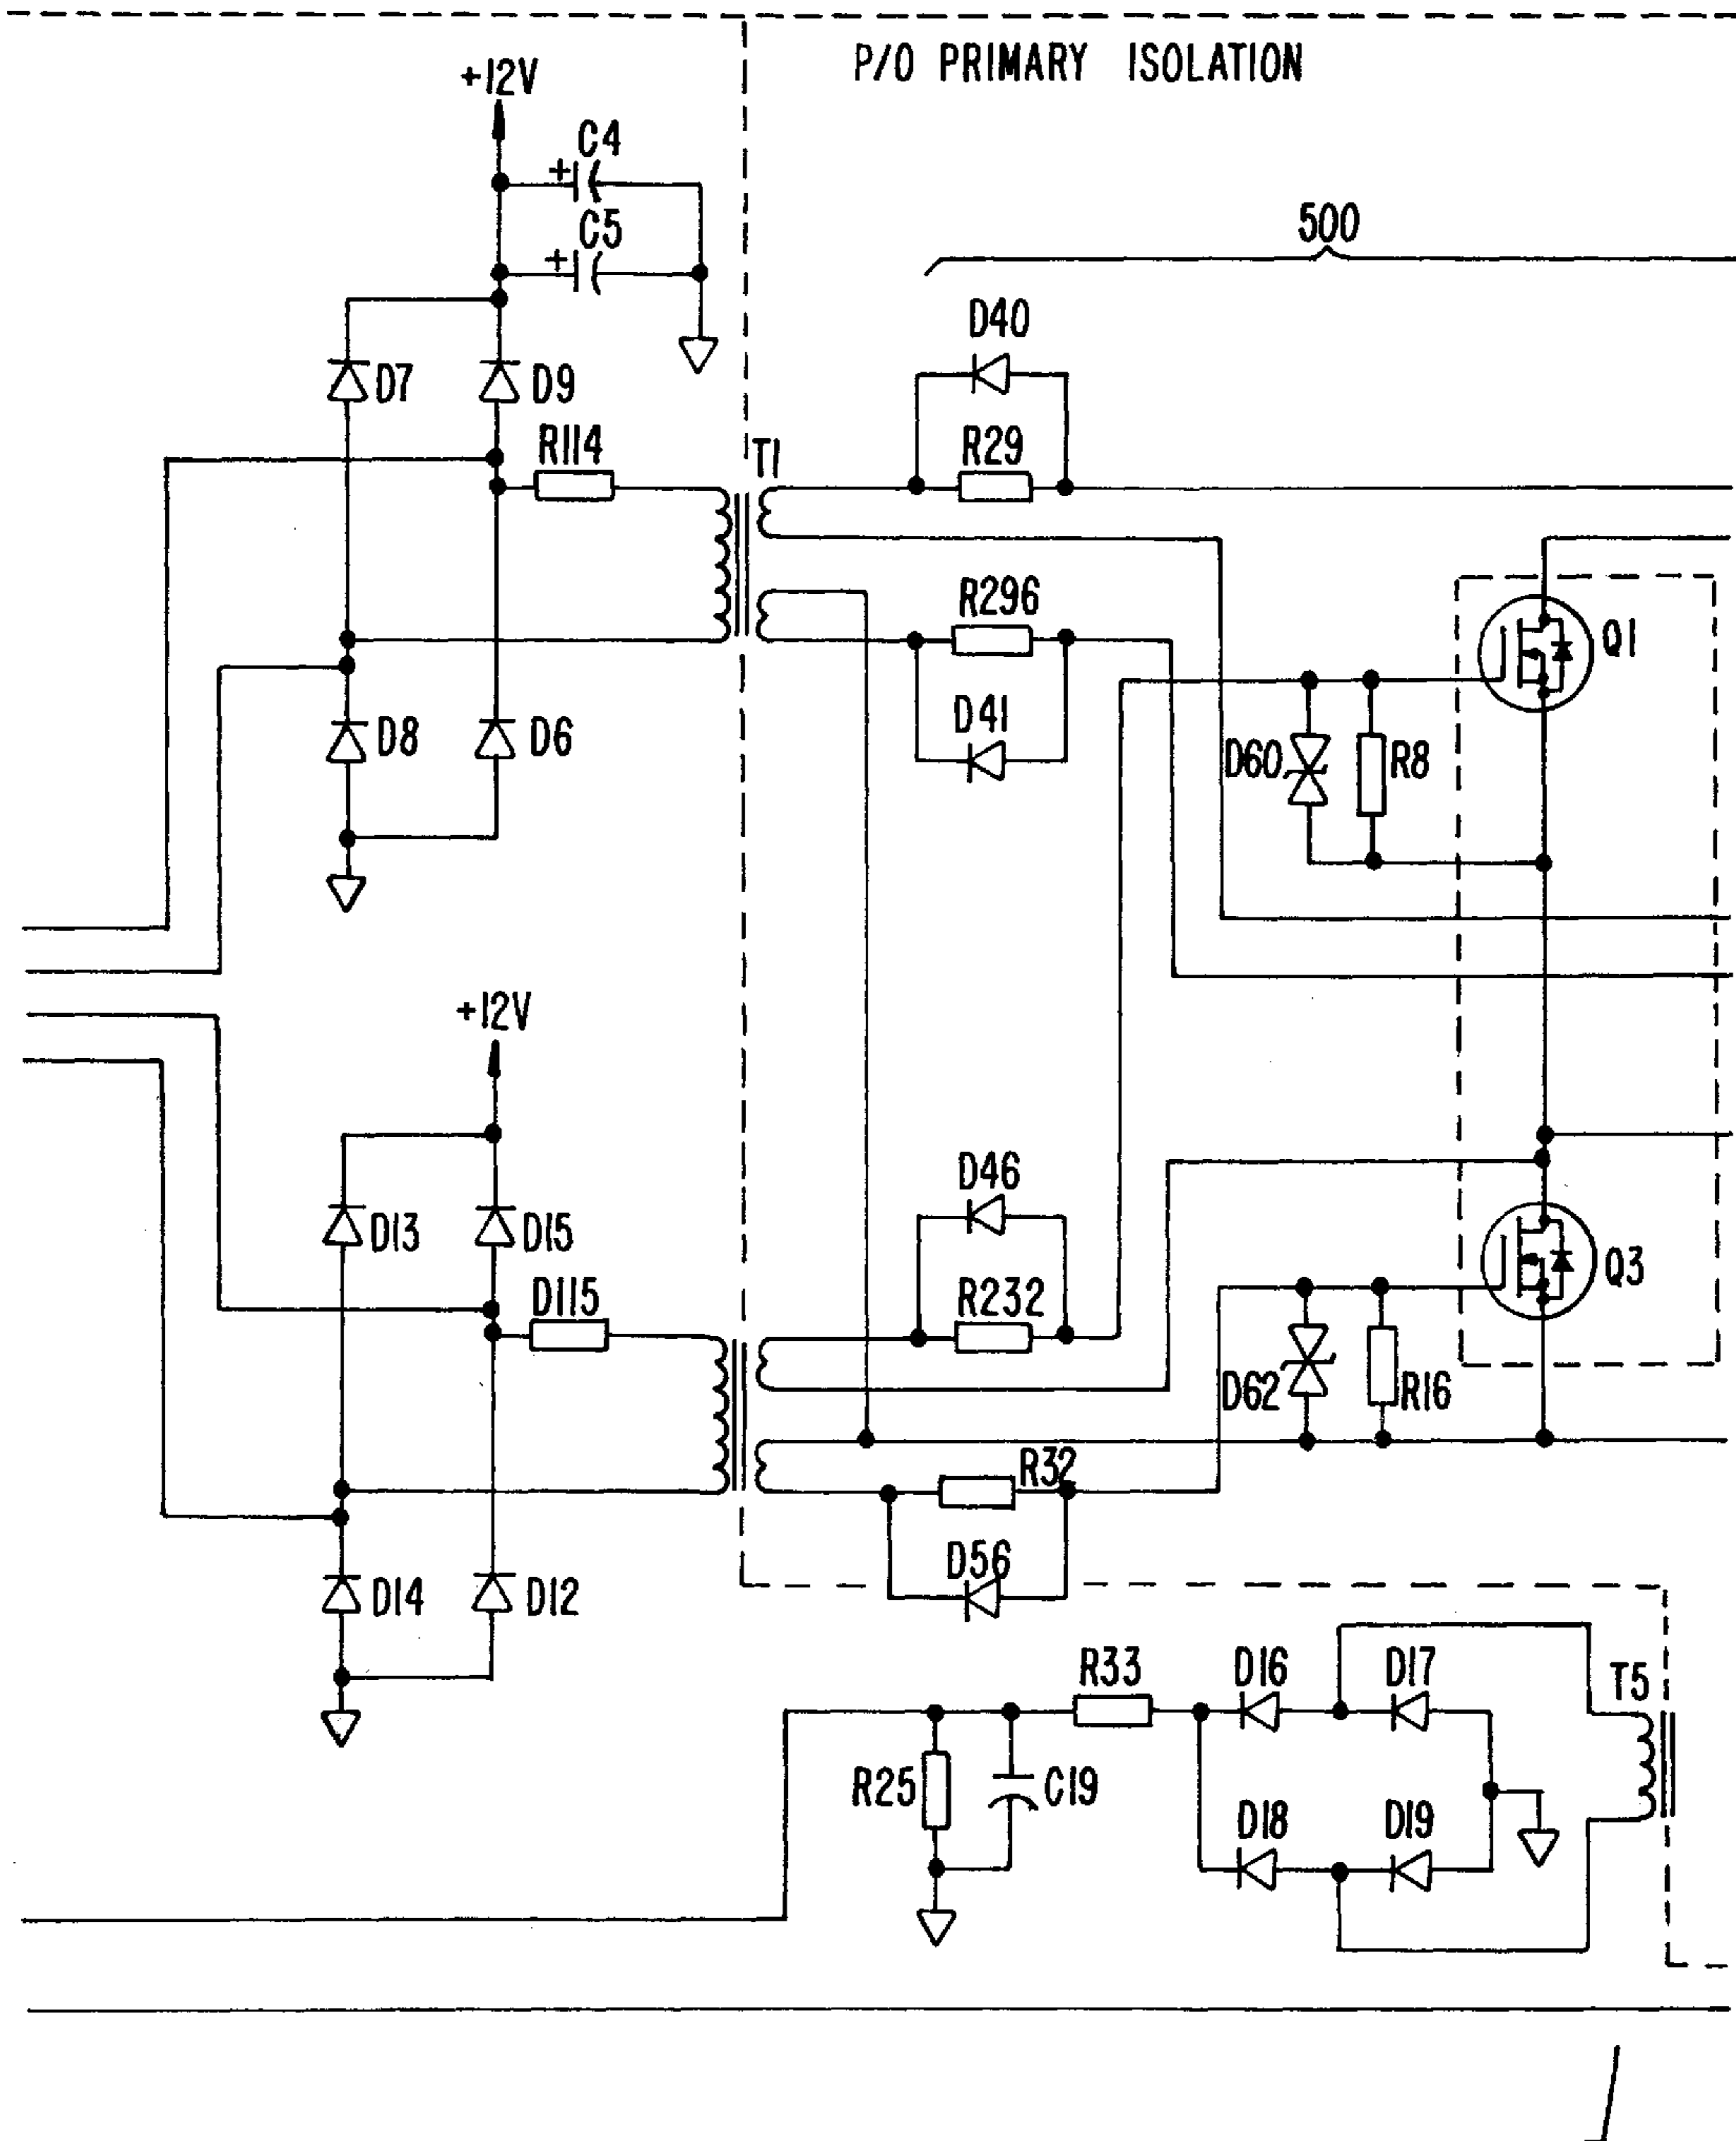 P/O PRIMARY ISOLATION
+12V
C4
+
C5
+
500
D40
D7
D9
R114
T1
R29
R296
Q1
D41
D8
D6
D60
R8
+12V
D46
D13
D15
D115
R232
Q3
D62
R16
R32
D56
D14
D12
R33
D16
D17
T5
R25
C19
D18
D19